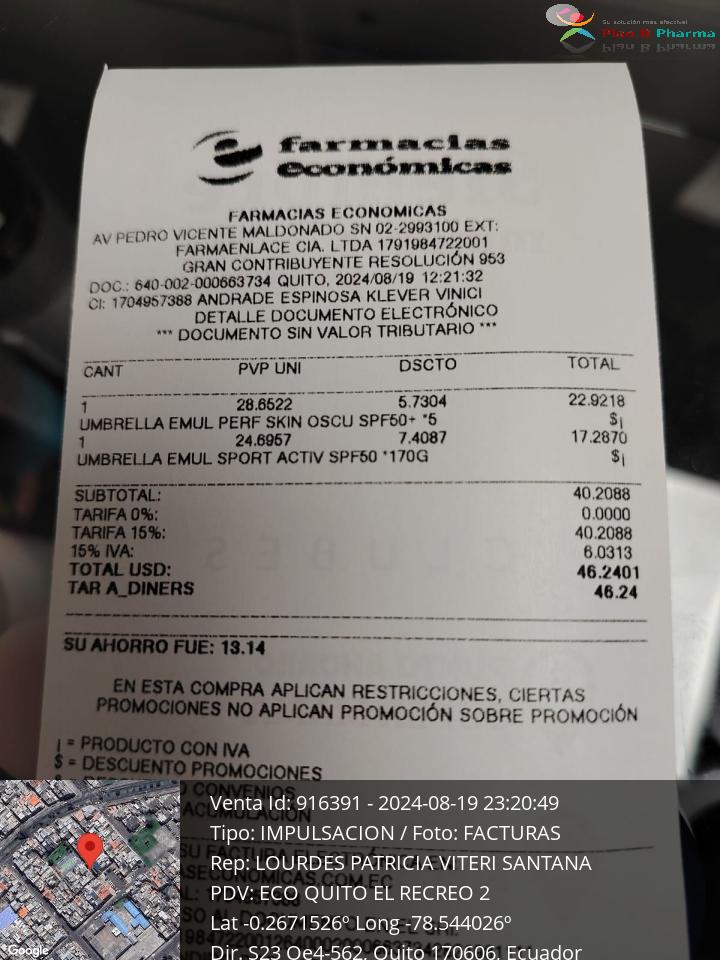 Su solución más efectiva!
Plan B Pharma
farmacias
económicas
FARMACIAS ECONOMICAS
AV PEDRO VICENTE MALDONADO SN 02-2993100 EXT:
FARMAENLACE CIA. LTDA 1791984722001
GRAN CONTRIBUYENTE RESOLUCIÓN 953
DOC.: 640-002-000663734 QUITO, 2024/08/19 12:21:32
CI: 1704957388 ANDRADE ESPINOSA KLEVER VINICI
DETALLE DOCUMENTO ELECTRÓNICO
*** DOCUMENTO SIN VALOR TRIBUTARIO ***
CANT PVP UNI DSCTO TOTAL
1 28.6522 5.7304 22.9218
UMBRELLA EMUL PERF SKIN OSCU SPF50+ *5 $¡
1 24.6957 7.4087 17.2870
UMBRELLA EMUL SPORT ACTIV SPF50 *170G $¡
SUBTOTAL: 40.2088
TARIFA 0%: 0.0000
TARIFA 15%: 40.2088
15% IVA: 6.0313
TOTAL USD: 46.2401
TAR A_DINERS 46.24
SU AHORRO FUE: 13.14
EN ESTA COMPRA APLICAN RESTRICCIONES, CIERTAS
PROMOCIONES NO APLICAN PROMOCIÓN SOBRE PROMOCIÓN
¡ = PRODUCTO CON IVA
$ = DESCUENTO PROMOCIONES
CONVENIOS
Venta Id: 916391 - 2024-08-19 23:20:49
Tipo: IMPULSACION / Foto: FACTURAS
Rep: LOURDES PATRICIA VITERI SANTANA
PDV: ECO QUITO EL RECREO 2
Lat -0.2671526º Long -78.544026º
Dir. S23 Oe4-562, Quito 170606, Ecuador
Google